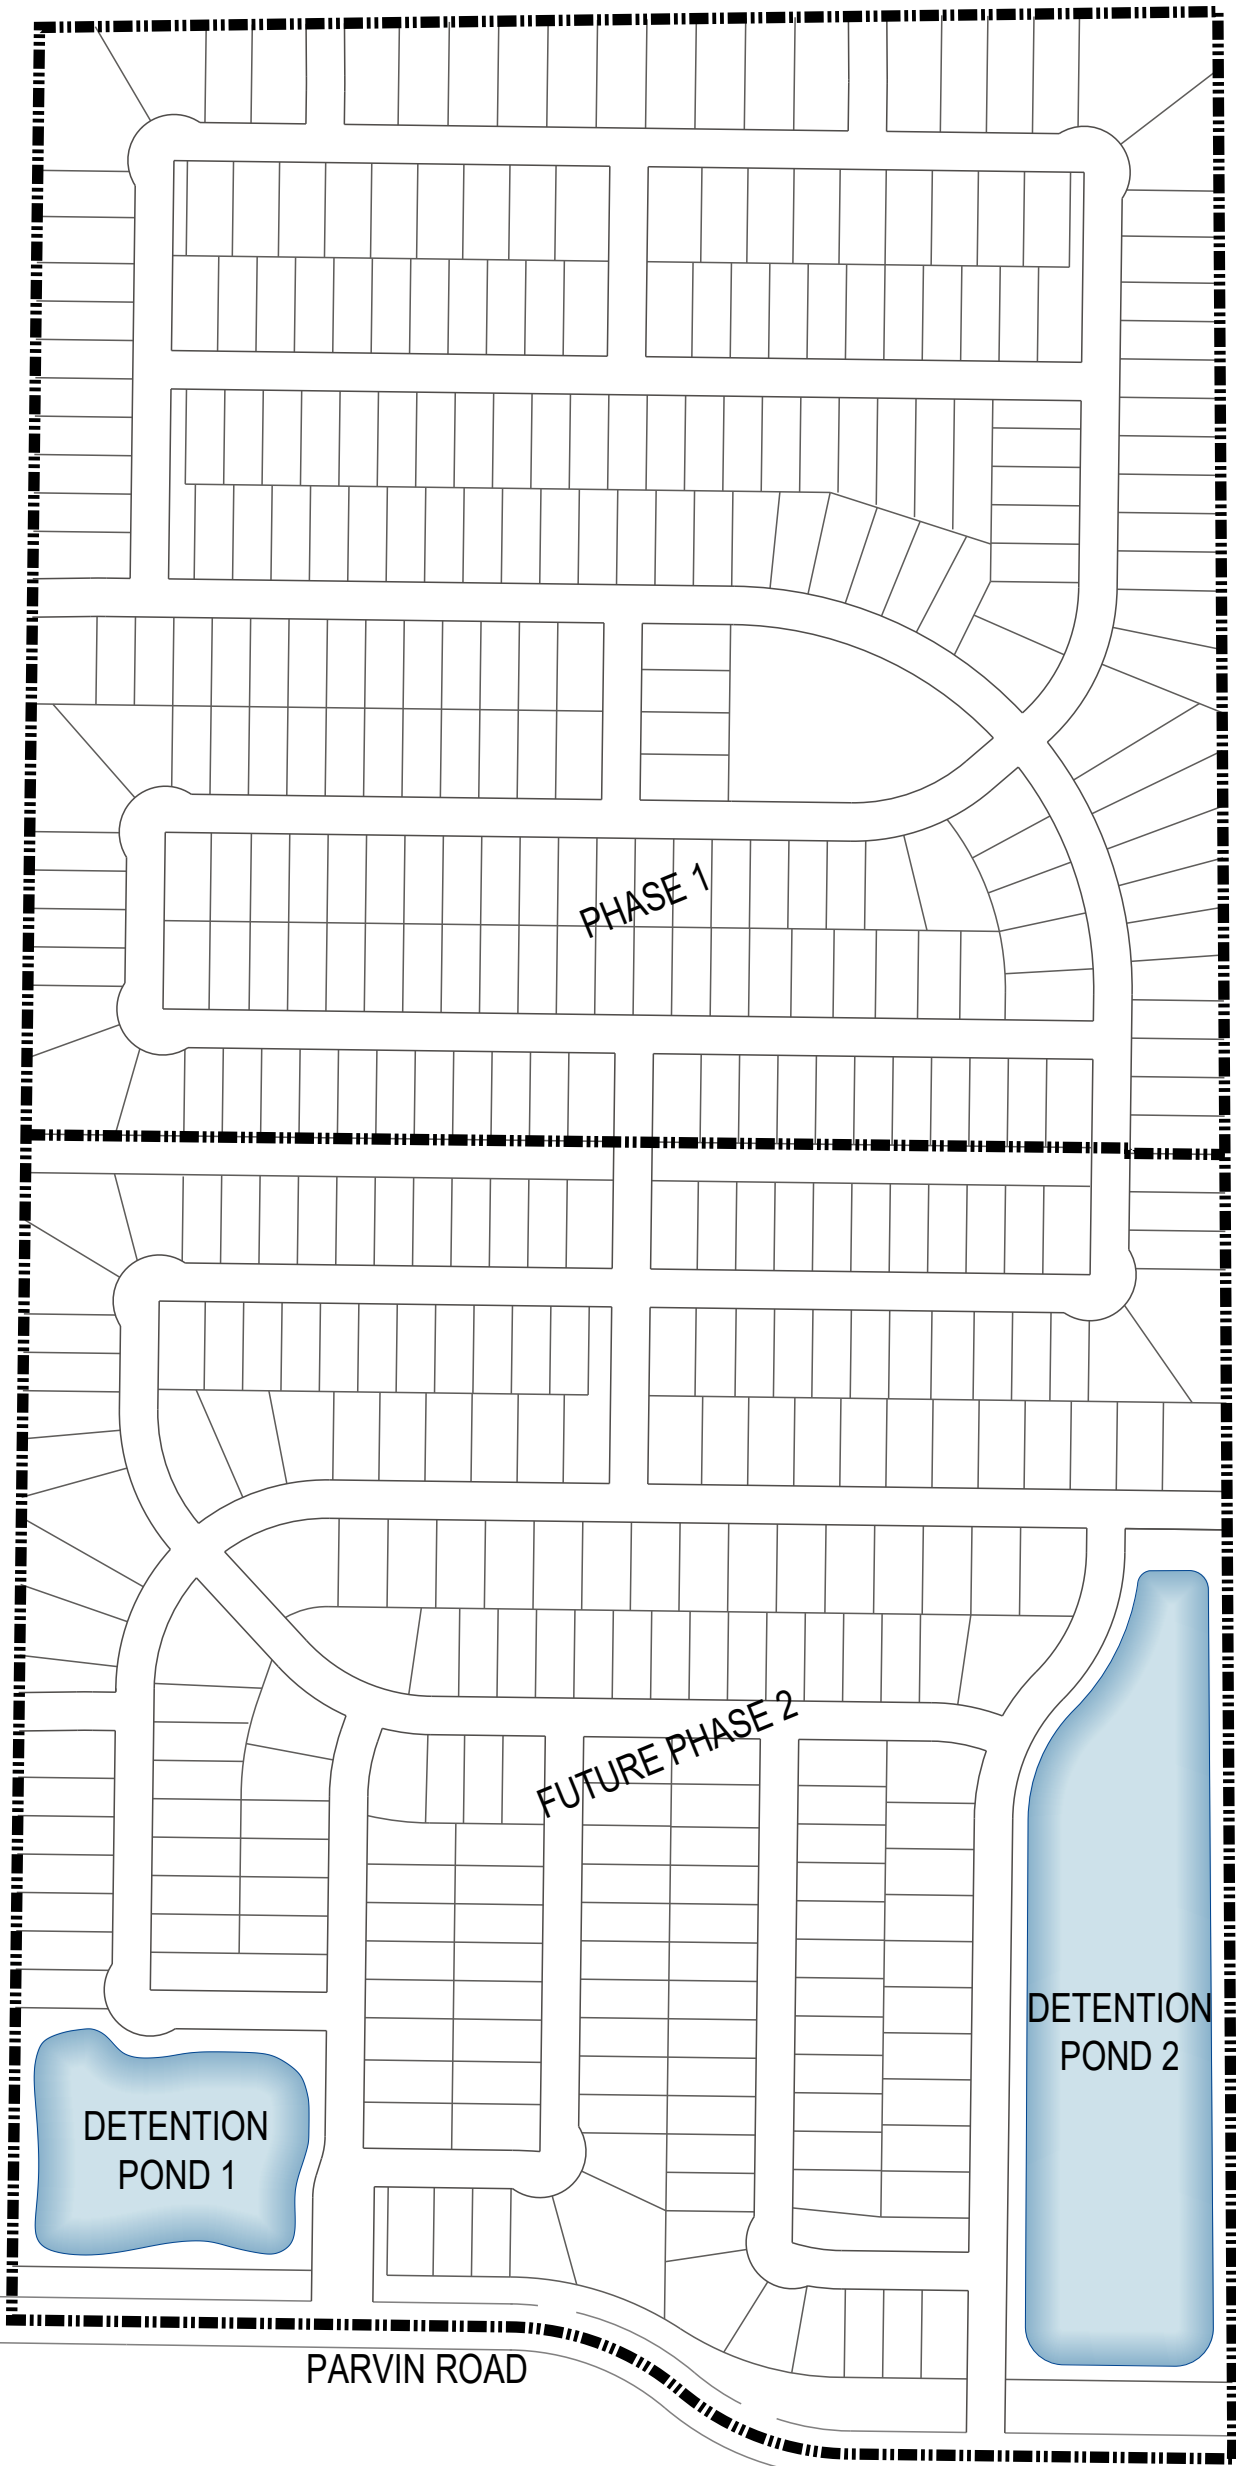 PHASE 1
FUTURE PHASE 2
DETENTION
POND 2
DETENTION
POND 1
PARVIN ROAD